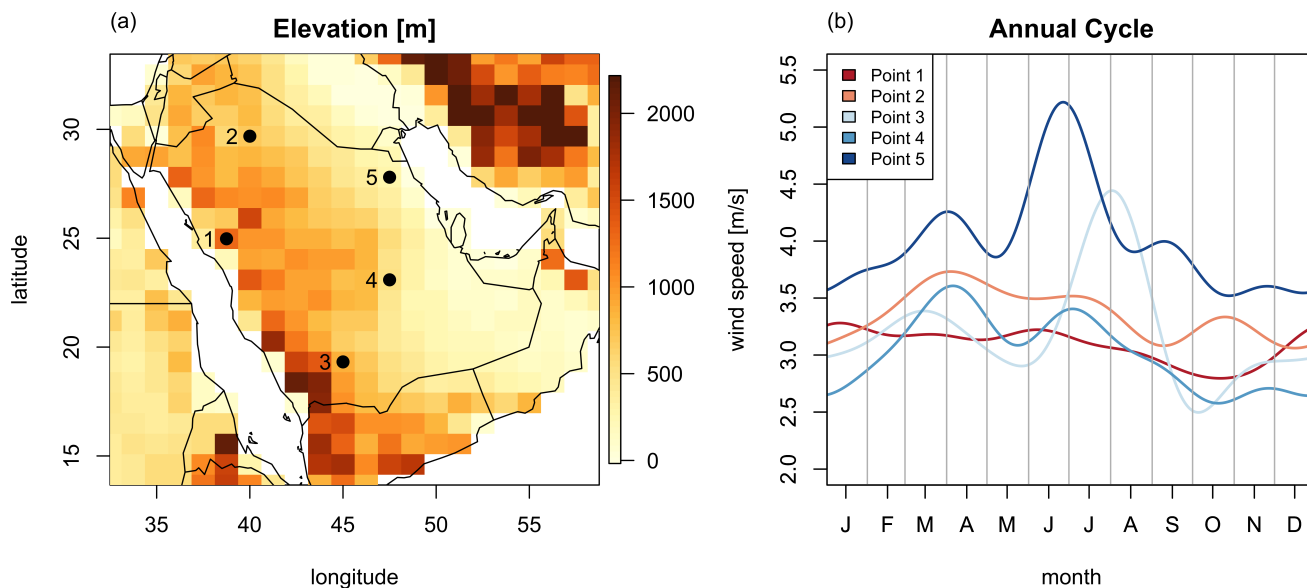 (a)
Elevation [m]
2000
1500
1000
500
0
30
25
20
15
latitude
35
40
45
50
55
longitude
1
2
3
4
5
(b)
Annual Cycle
Point 1
Point 2
Point 3
Point 4
Point 5
5.5
5.0
4.5
4.0
3.5
3.0
2.5
2.0
wind speed [m/s]
J F M A M J J A S O N D
month